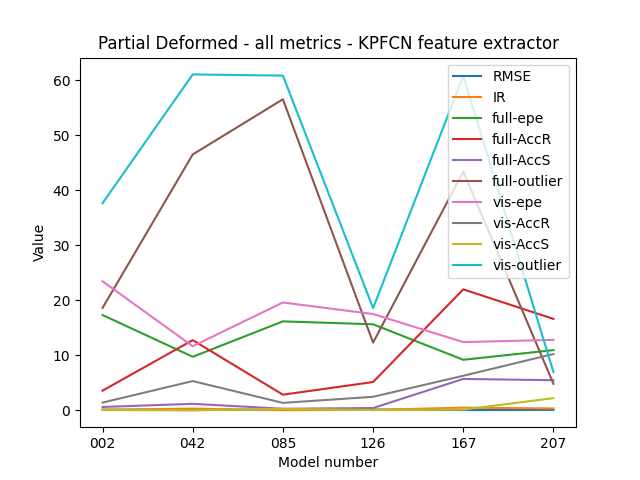 Partial Deformed - all metrics - KPFCN feature extractor
60
50
40
30
20
10
0
Value
RMSE
IR
full-epe
full-AccR
full-AccS
full-outlier
vis-epe
vis-AccR
vis-AccS
vis-outlier
002 042 085 126 167 207
Model number